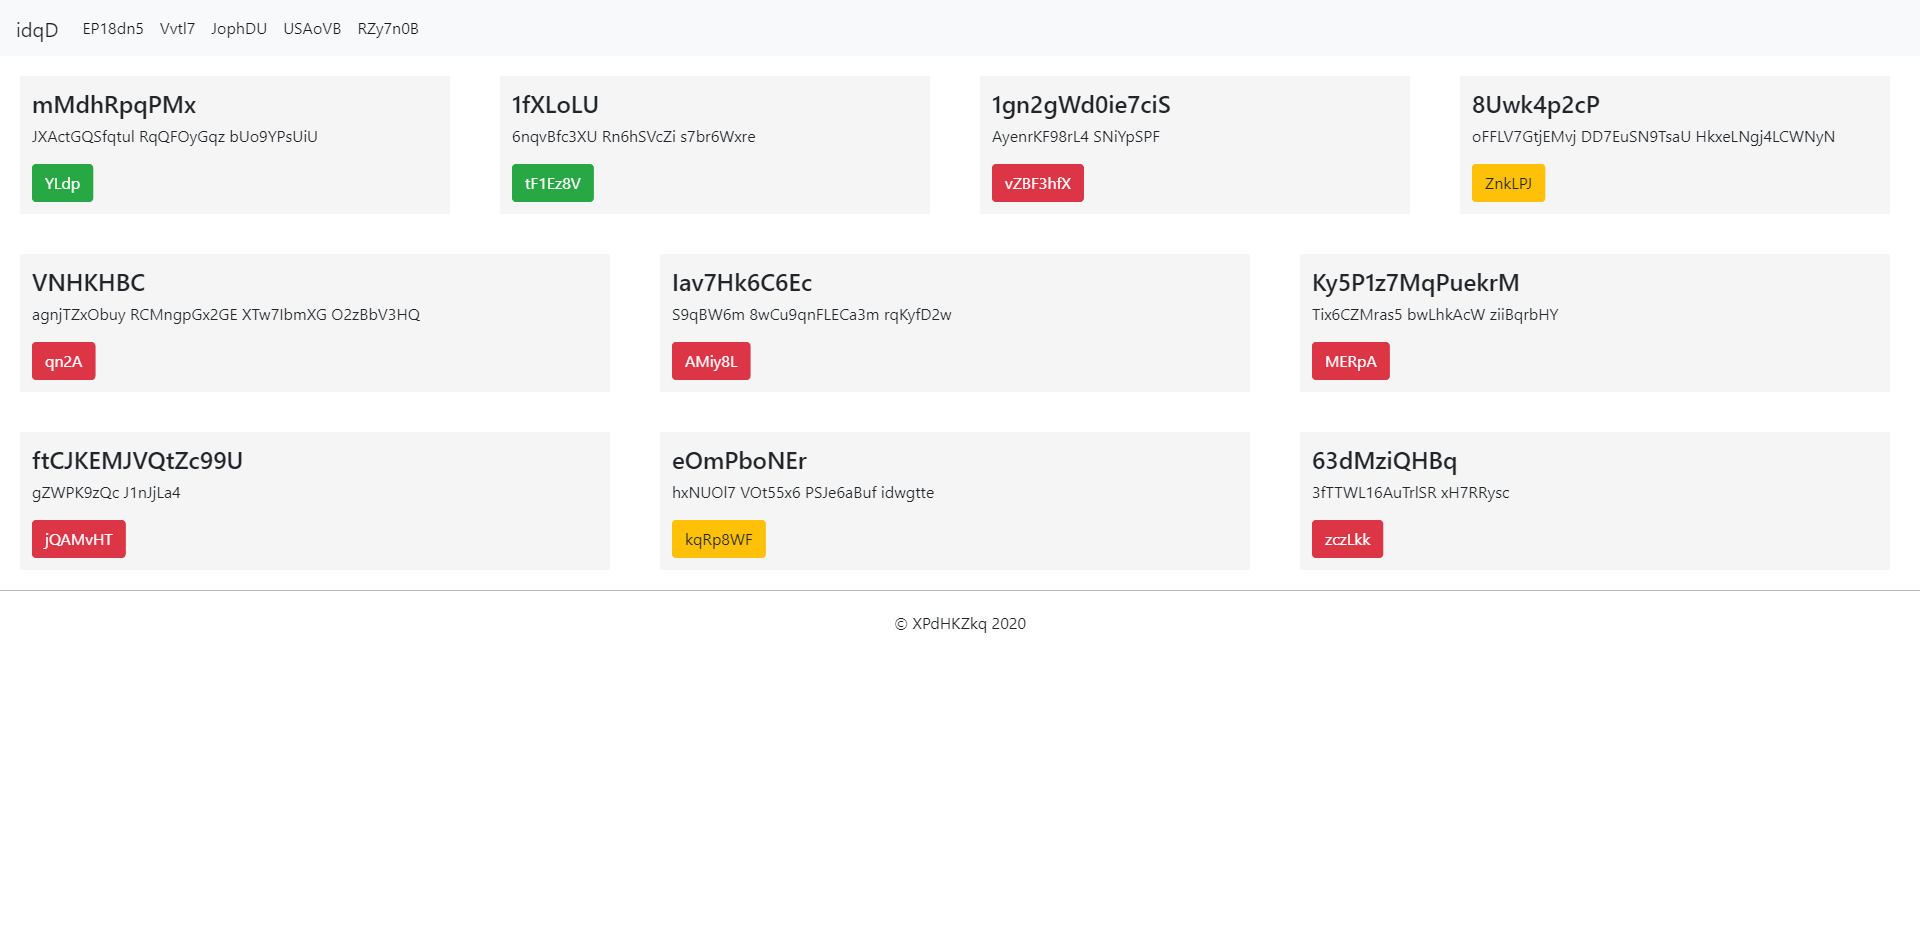 idqD EP18dn5 Vvtl7 JophDU USAoVB RZy7n0B
mMdhRpqPMx
JXActGQSfqtul RqQFOyGqz bUo9YPsUiU
YLdp
1fXLoLU
6nqvBfc3XU Rn6hSVcZi s7br6Wxre
tF1Ez8V
1gn2gWd0ie7ciS
AyenrKF98rL4 SNiYpSPF
vZBF3hfX
8Uwk4p2cP
oFFLV7GtjEMvj DD7EuSN9TsaU HkxeLNgj4LCWNyN
ZnkLPJ
VNHKHBC
agnjTZxObuy RCMngpGx2GE XTw7IbmXG O2zBbV3HQ
qn2A
Iav7Hk6C6Ec
S9qBW6m 8wCu9qnFLECa3m rqKyfD2w
AMiy8L
Ky5P1z7MqPuekrM
Tix6CZMras5 bwLhkAcW ziiBqrbHY
MERpA
ftCJKEMJVQtZc99U
gZWPK9zQc J1nJjLa4
jQAMvHT
eOmPboNEr
hxNUOl7 VOt55x6 PSJe6aBuf idwgtte
kqRp8WF
63dMziQHBq
3fTTWL16AuTrlSR xH7RRysc
zczLkk
© XPdHKZkq 2020